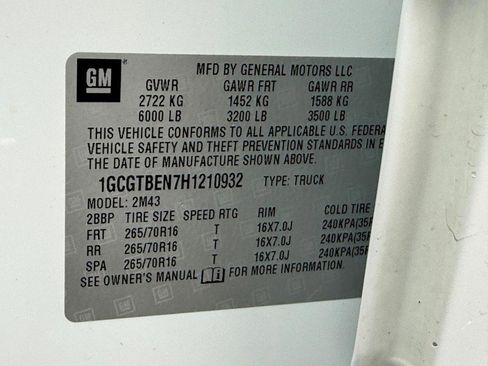 GM
MFD BY GENERAL MOTORS LLC
GVWR GAWR FRT GAWR RR
2722 KG 1452 KG 1588 KG
6000 LB 3200 LB 3500 LB
THIS VEHICLE CONFORMS TO ALL APPLICABLE U.S. FEDERA
VEHICLE SAFETY AND THEFT PREVENTION STANDARDS IN E
DATE OF MANUFACTURE SHOWN ABOVE.
1GCGTBEN7H1210932 TYPE: TRUCK
MODEL: 2M43
2BBP TIRE SIZE SPEED RTG RIM COLD TIRE
FRT 265/70R16 T 16X7.0J 240KPA(35P
RR 265/70R16 T 16X7.0J 240KPA(35P
SPA 265/70R16 T 16X7.0J 240KPA(35
SEE OWNER'S MANUAL FOR MORE INFORMATION.